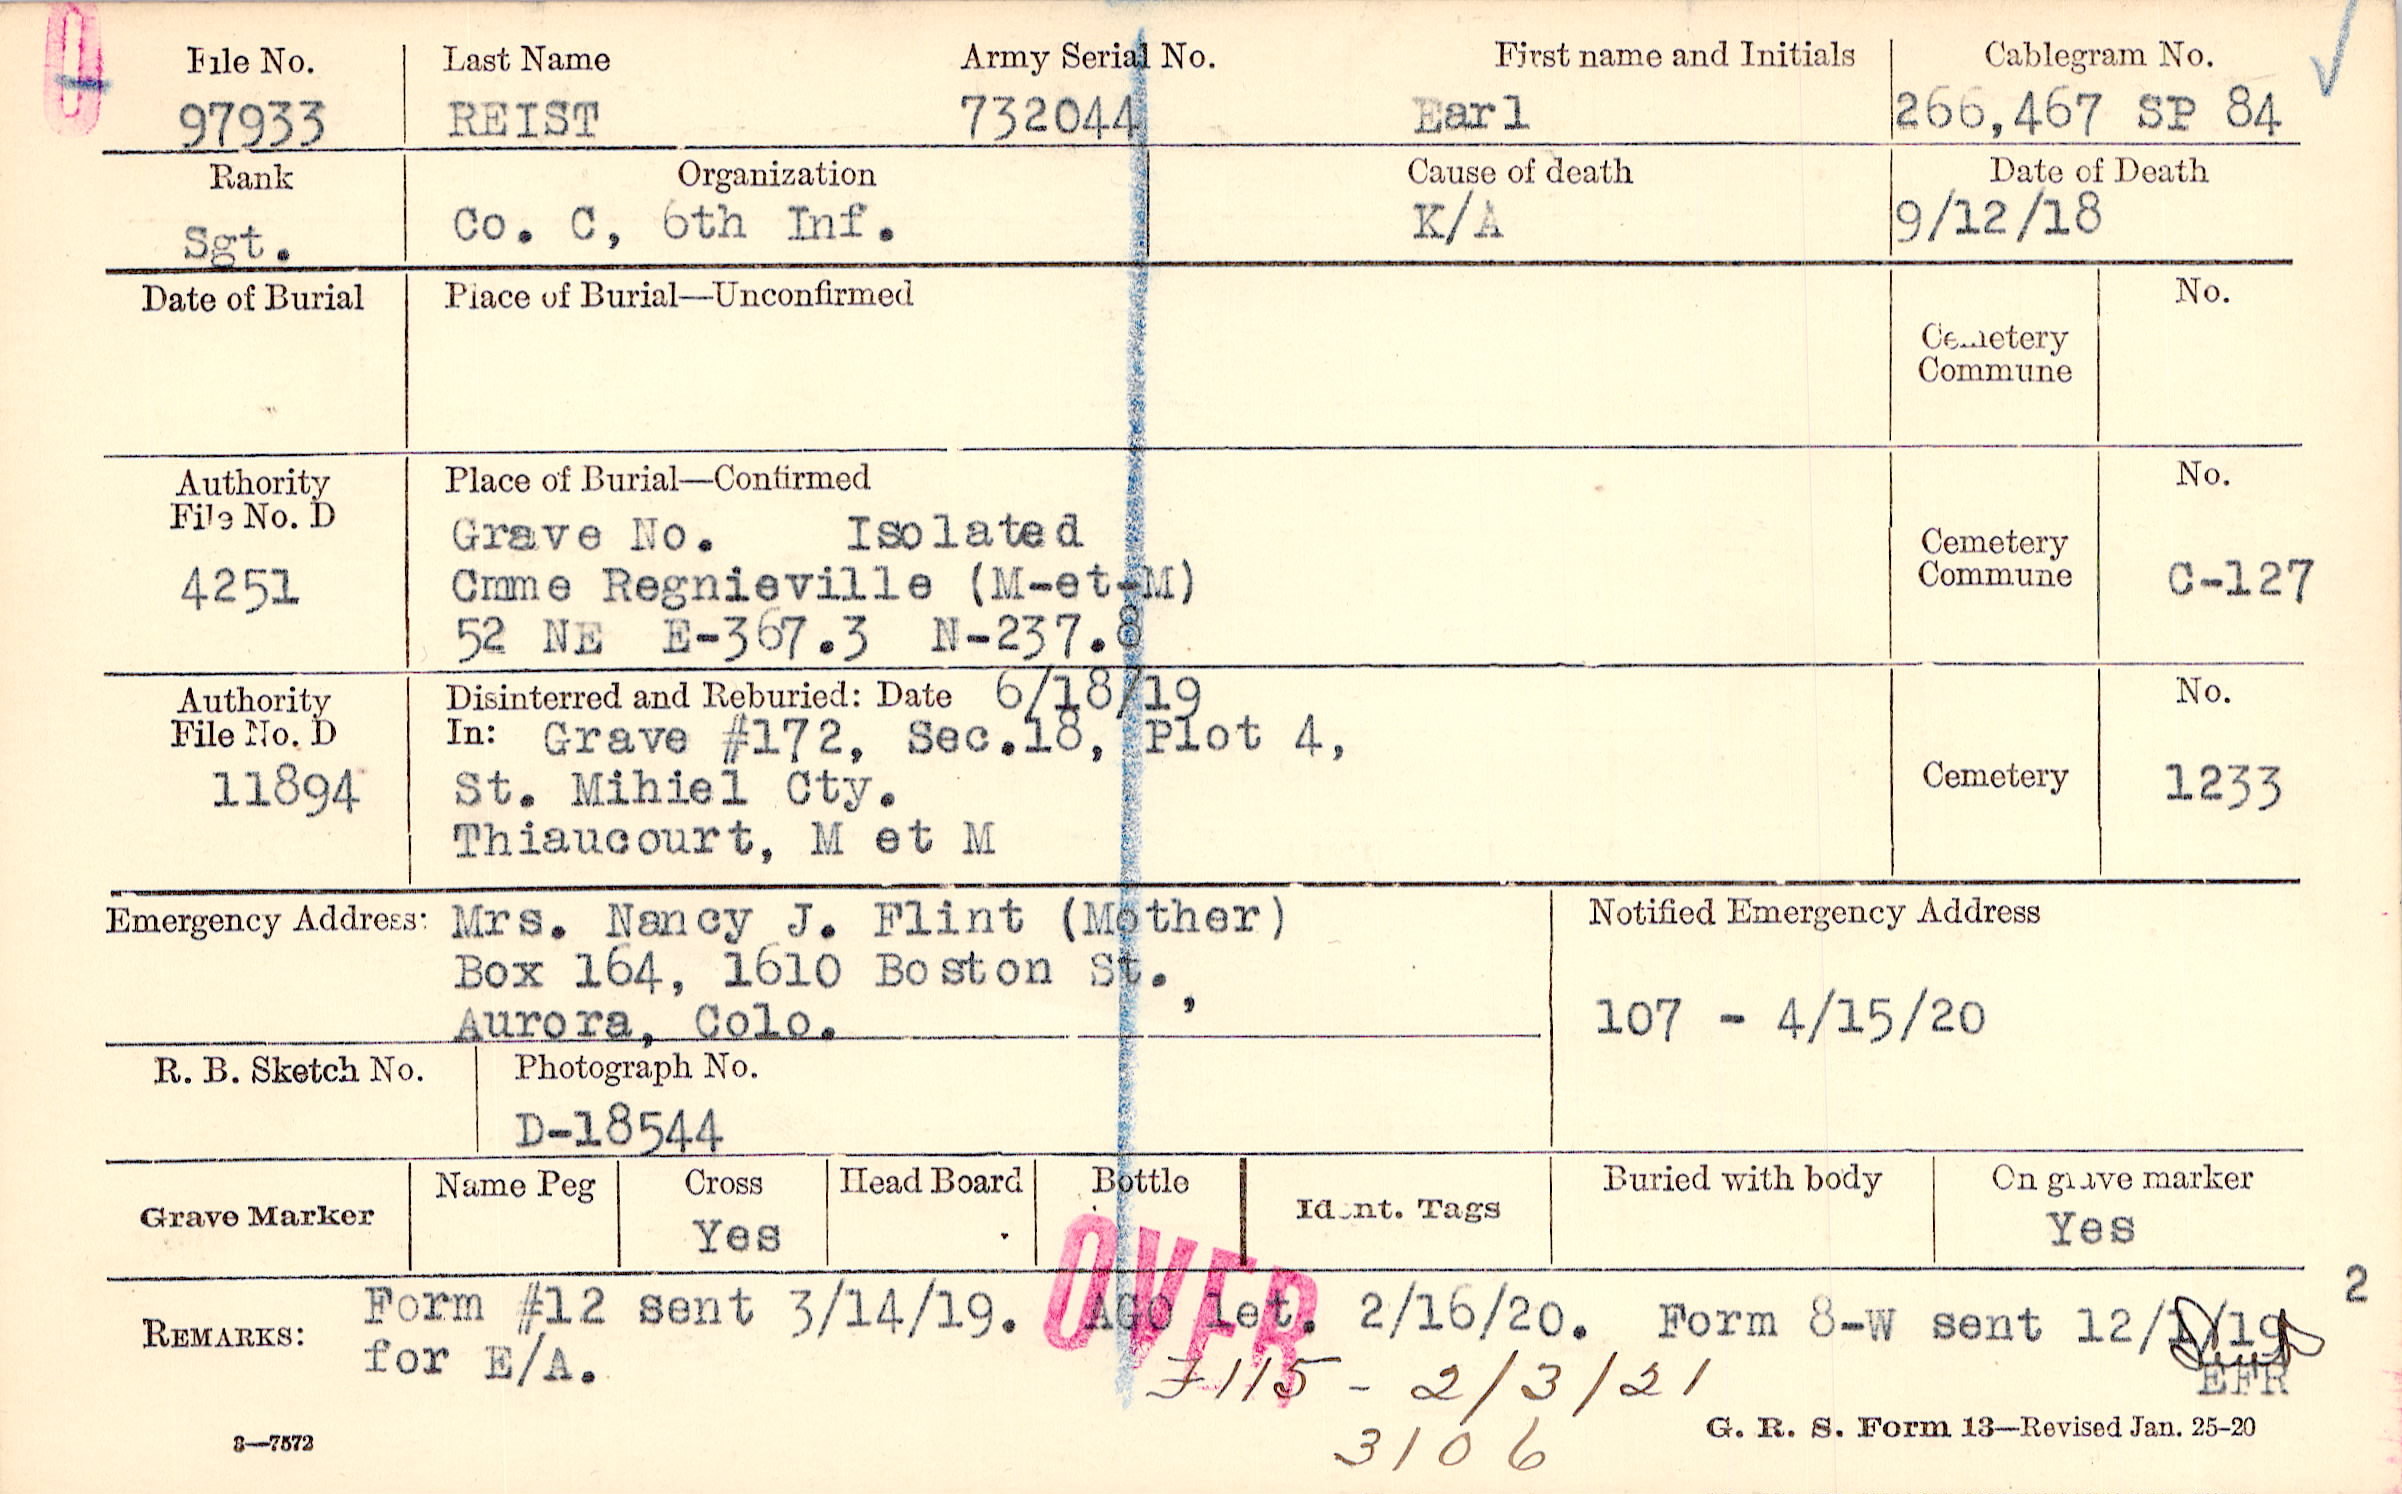 File No. Last Name Army Serial No. First name and Initials Cablegram No.
97933 REIST 732044 Earl 266,467 SP 84
Rank Organization Cause of death Date of Death
Sgt. Co. C, 6th Inf. K/A 9/12/18
Date of Burial Place of Burial—Unconfirmed No.
Cemetery
Commune
Authority Place of Burial—Confirmed No.
File No. D
Grave No. Isolated
Cemetery
4251 Cmme Regnieville (M-et-M) Commune C-127
52 NE E-367.3 N-237.8
Authority Disinterred and Reburied: Date 6/18/19 No.
File No. D In: Grave #172, Sec.18, Plot 4,
11894 St. Mihiel Cty. Cemetery 1233
Thiaucourt, M et M
Emergency Address: Mrs. Nancy J. Flint (Mother) Notified Emergency Address
Box 164, 1610 Boston St.,
Aurora, Colo. 107 - 4/15/20
R. B. Sketch No. Photograph No.
D-18544
Grave Marker Name Peg Cross Head Board Bottle Ident. Tags Buried with body On grave marker
Yes Yes
OVER
2
REMARKS: Form #12 sent 3/14/19. AGO let. 2/16/20. Form 8-W sent
for E/A.
EFR
F115 - 2/3/21
3106
3—7572 G. R. S. Form 13—Revised Jan. 25-20